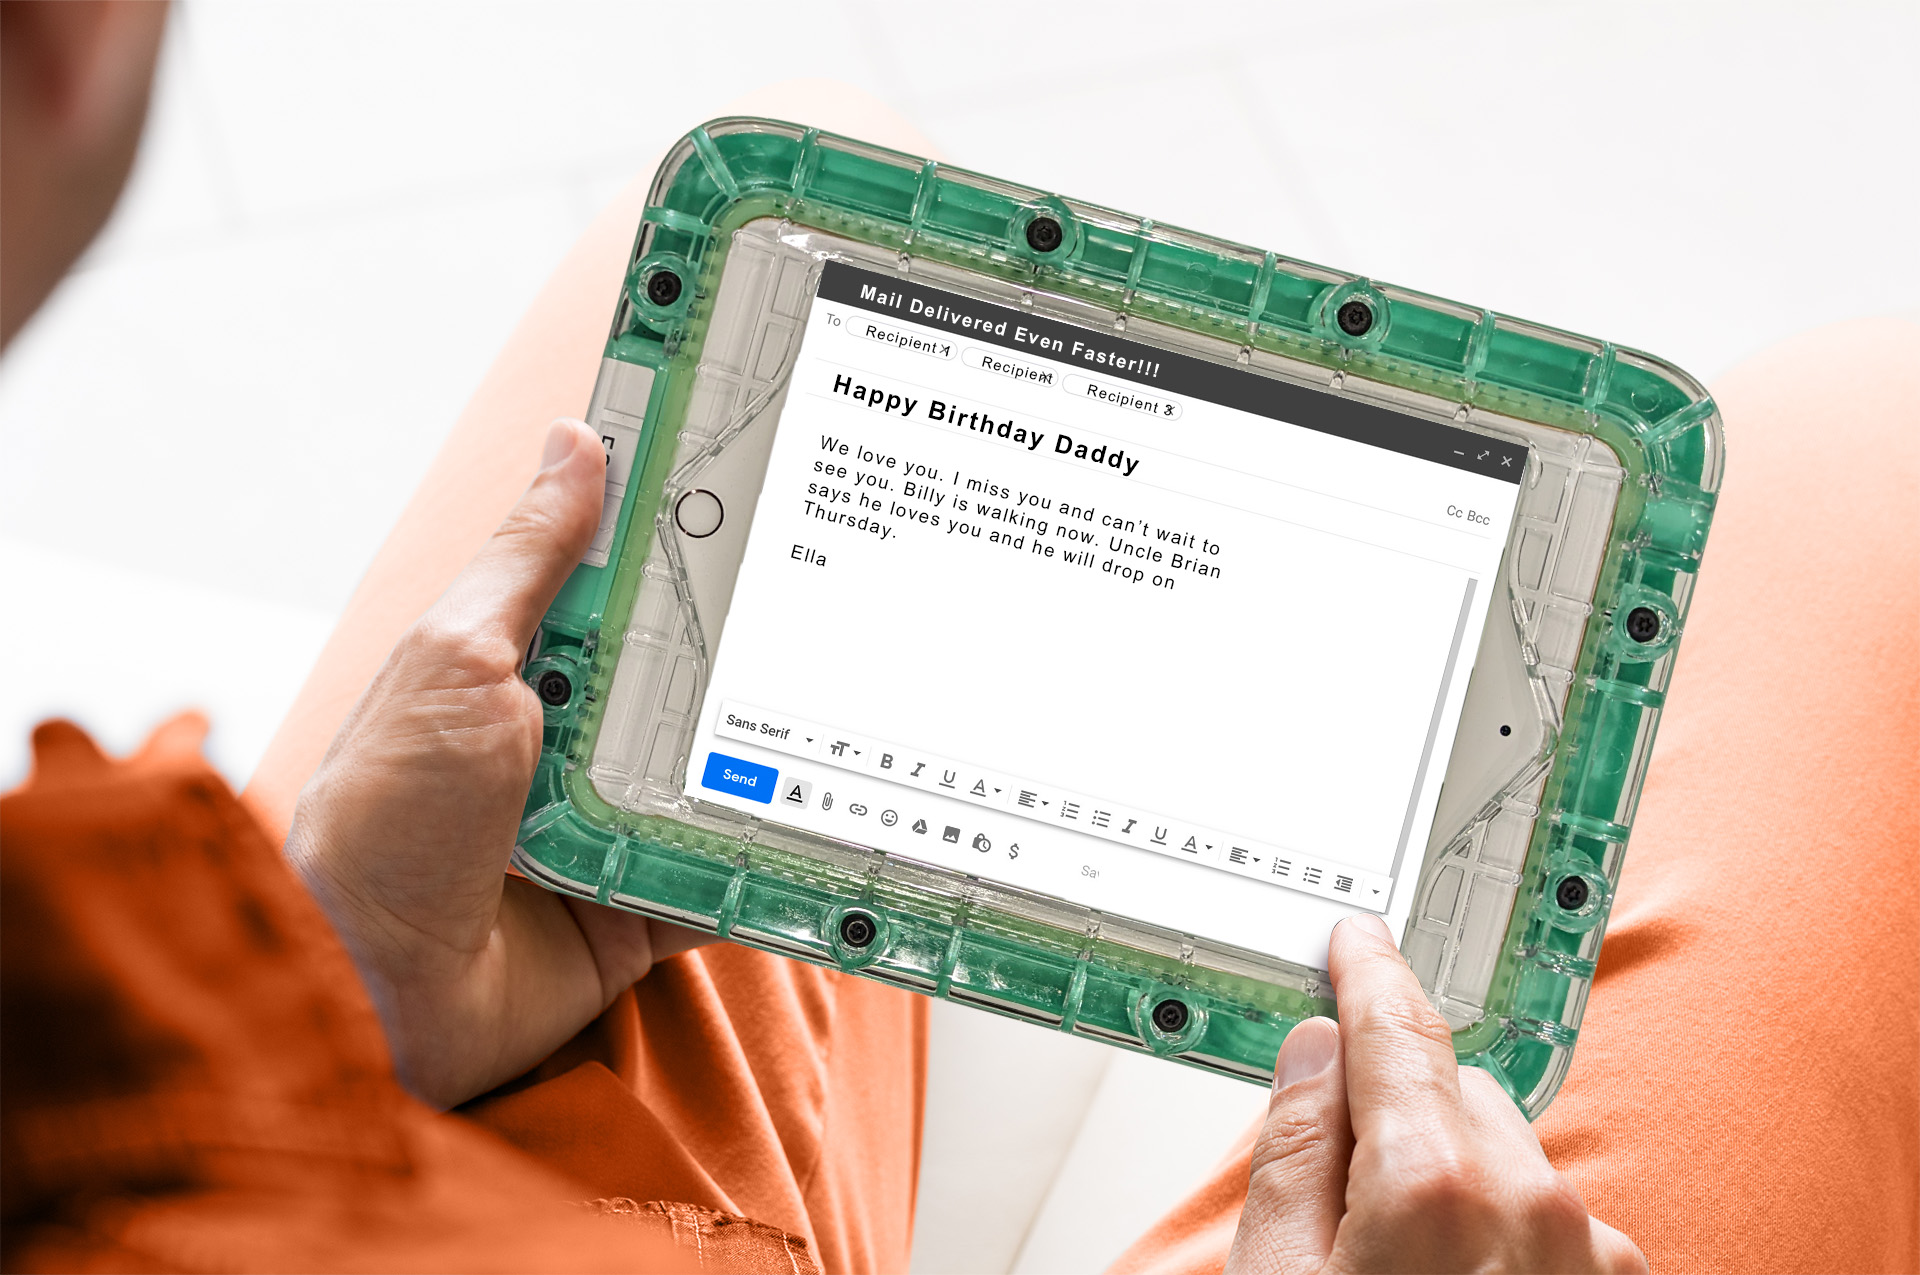 Mail Delivered Even Faster!!!
To Recipient 1 Recipient Recipient 3
Happy Birthday Daddy
Cc Bcc
We love you. I miss you and can’t wait to
see you. Billy is walking now. Uncle Brian
says he loves you and he will drop on
Thursday.
Ella
Sans Serif
Send